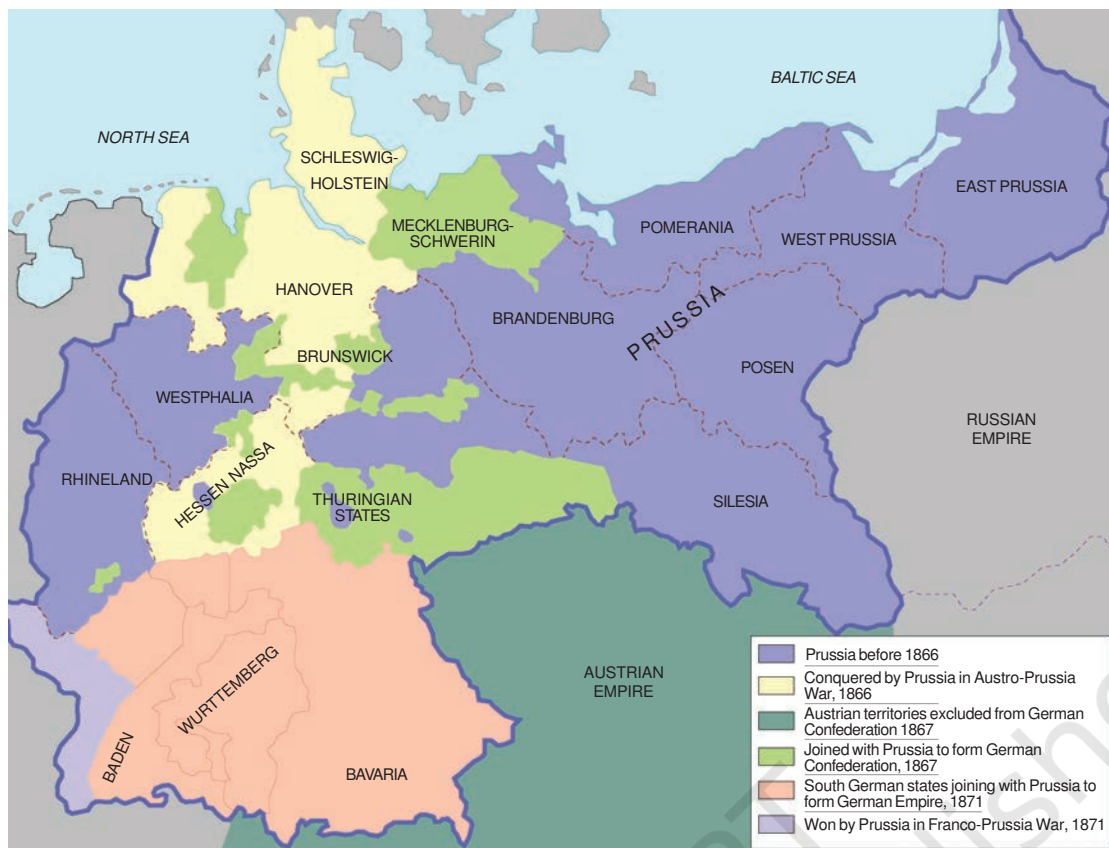 BALTIC SEA
NORTH SEA
SCHLESWIG-
HOLSTEIN
EAST PRUSSIA
MECKLENBURG-
SCHWERIN
POMERANIA
WEST PRUSSIA
HANOVER
BRANDENBURG
PRUSSIA
BRUNSWICK
POSEN
WESTPHALIA
RUSSIAN
EMPIRE
RHINELAND
HESSEN NASSA
THURINGIAN
STATES
SILESIA
AUSTRIAN
EMPIRE
WURTTEMBERG
BADEN
BAVARIA
Prussia before 1866
Conquered by Prussia in Austro-Prussia
War, 1866
Austrian territories excluded from German
Confederation 1867
Joined with Prussia to form German
Confederation, 1867
South German states joining with Prussia to
form German Empire, 1871
Won by Prussia in Franco-Prussia War, 1871